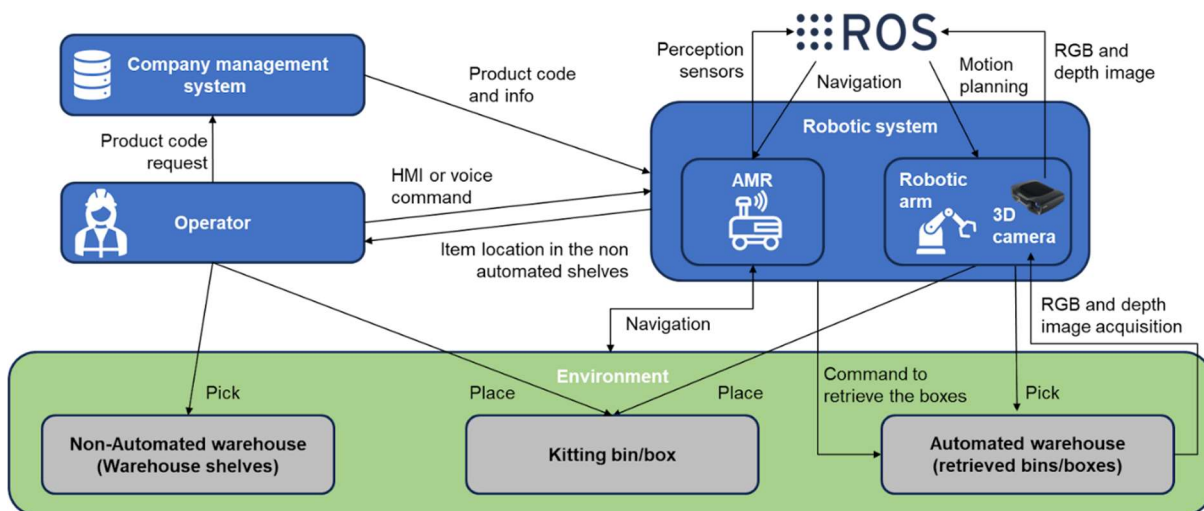 ROS
Company management
system
Perception
sensors
RGB and
depth image
Product code
and info
Navigation
Motion
planning
Product code
request
Robotic system
HMI or voice
command
AMR
Robotic
arm
3D
camera
Operator
Item location in the non
automated shelves
RGB and depth
image acquisition
Navigation
Environment
Pick
Place
Place
Command to
retrieve the boxes
Pick
Non-Automated warehouse
(Warehouse shelves)
Kitting bin/box
Automated warehouse
(retrieved bins/boxes)